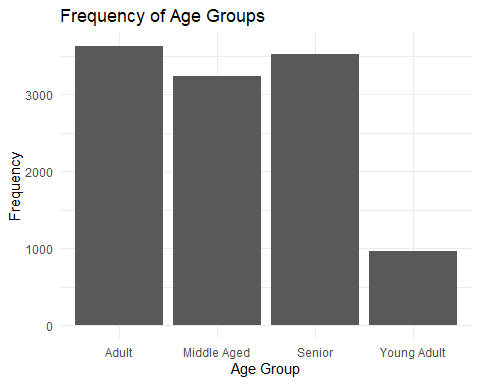 Frequency of Age Groups
Frequency
3000
2000
1000
0
Adult
Middle Aged
Senior
Young Adult
Age Group